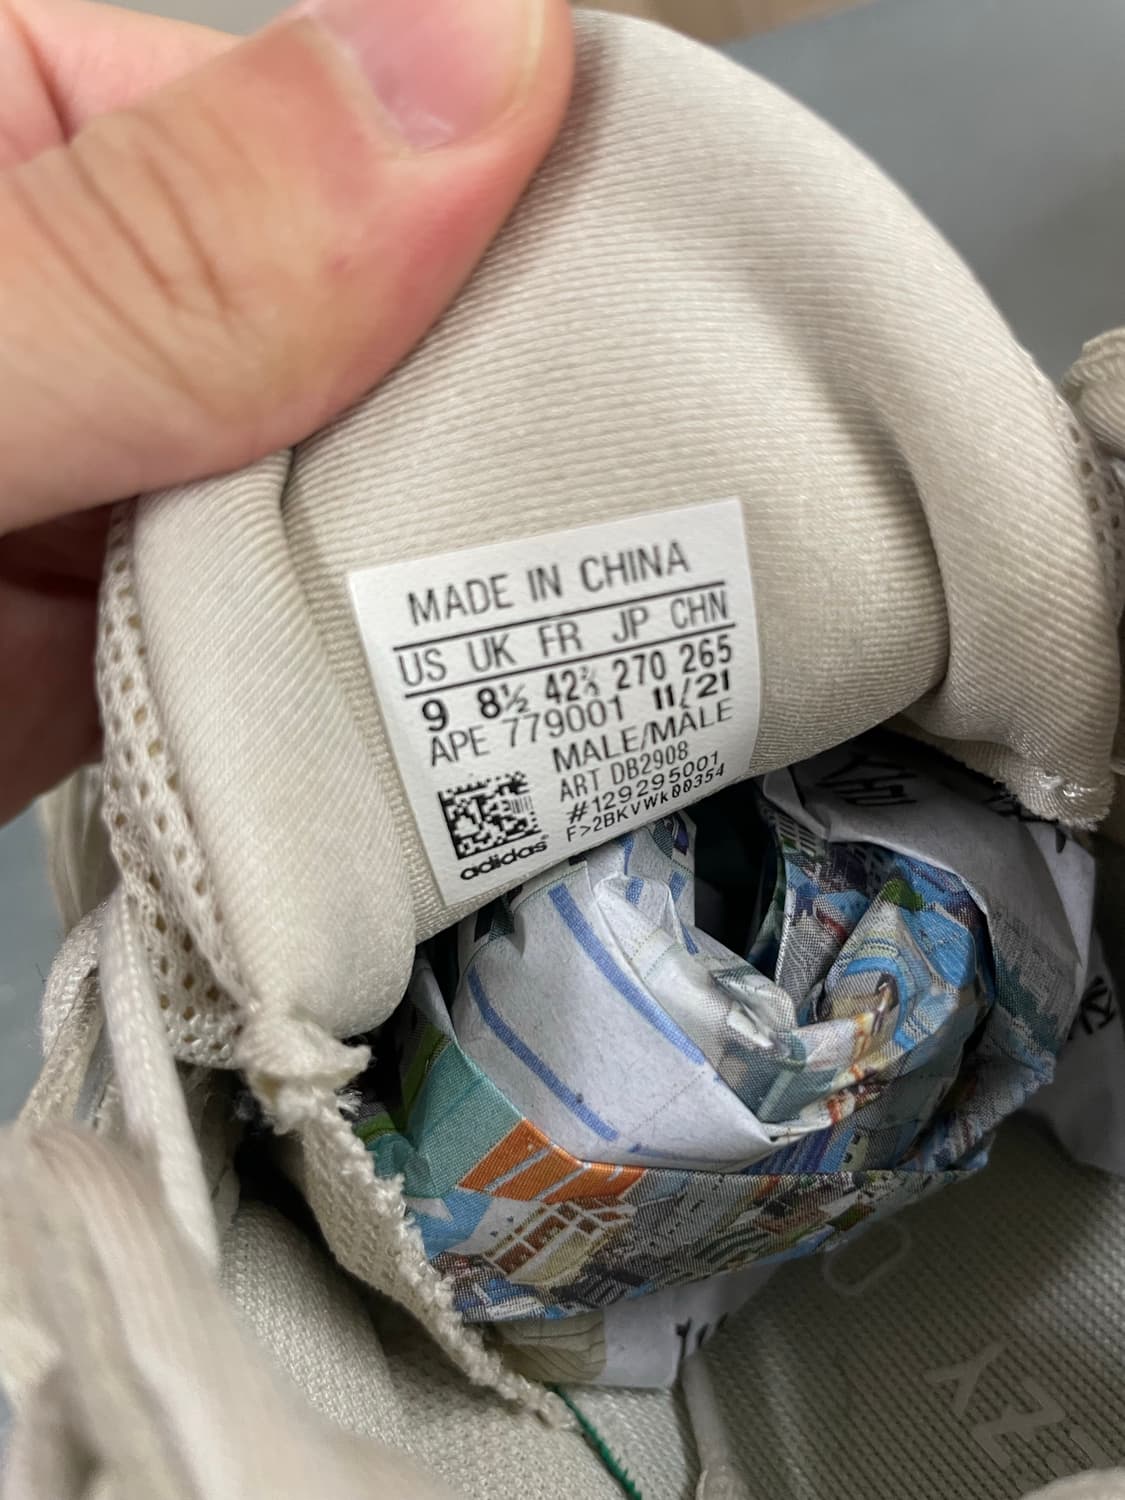 MADE IN CHINA
US UK FR JP CHN
9 8½ 42⅔ 270 265
APE 779001 11/21
MALE/MÂLE
ART DB2908
#129295001
F>2BKVWk00354
adidas